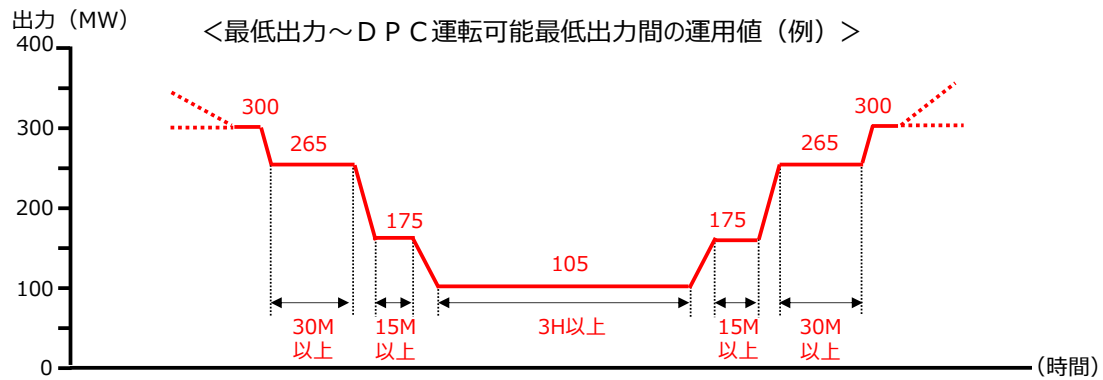 出力（MW）
＜最低出力～ＤＰＣ運転可能最低出力間の運用値（例）＞
400
300
200
100
0
300
265
175
105
175
265
300
30M
以上
15M
以上
3H以上
15M
以上
30M
以上
（時間）